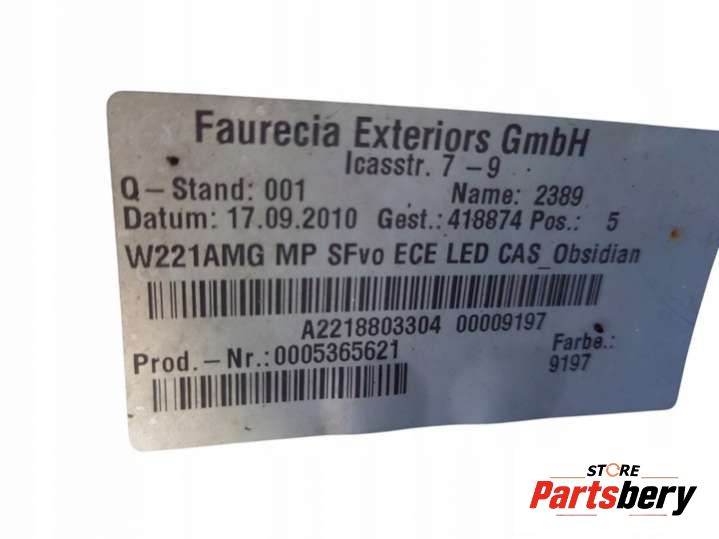 Faurecia Exteriors GmbH
Icasstr. 7 – 9
Q – Stand: 001 Name: 2389
Datum: 17.09.2010 Gest.: 418874 Pos.: 5
W221AMG MP SFvo ECE LED CAS_Obsidian
A2218803304 00009197
Prod.–Nr.:0005365621 Farbe.:
9197
STORE
Partsbery